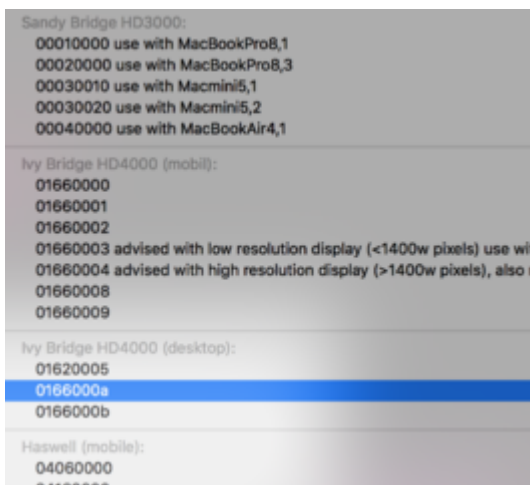 Sandy Bridge HD3000:
00010000 use with MacBookPro8,1
00020000 use with MacBookPro8,3
00030010 use with Macmini5,1
00030020 use with Macmini5,2
00040000 use with MacBookAir4,1
Ivy Bridge HD4000 (mobil):
01660000
01660001
01660002
01660003 advised with low resolution display (<1400w pixels) use
01660004 advised with high resolution display (>1400w pixels), also
01660008
01660009
Ivy Bridge HD4000 (desktop):
01620005
0166000a
0166000b
Haswell (mobile):
04060000